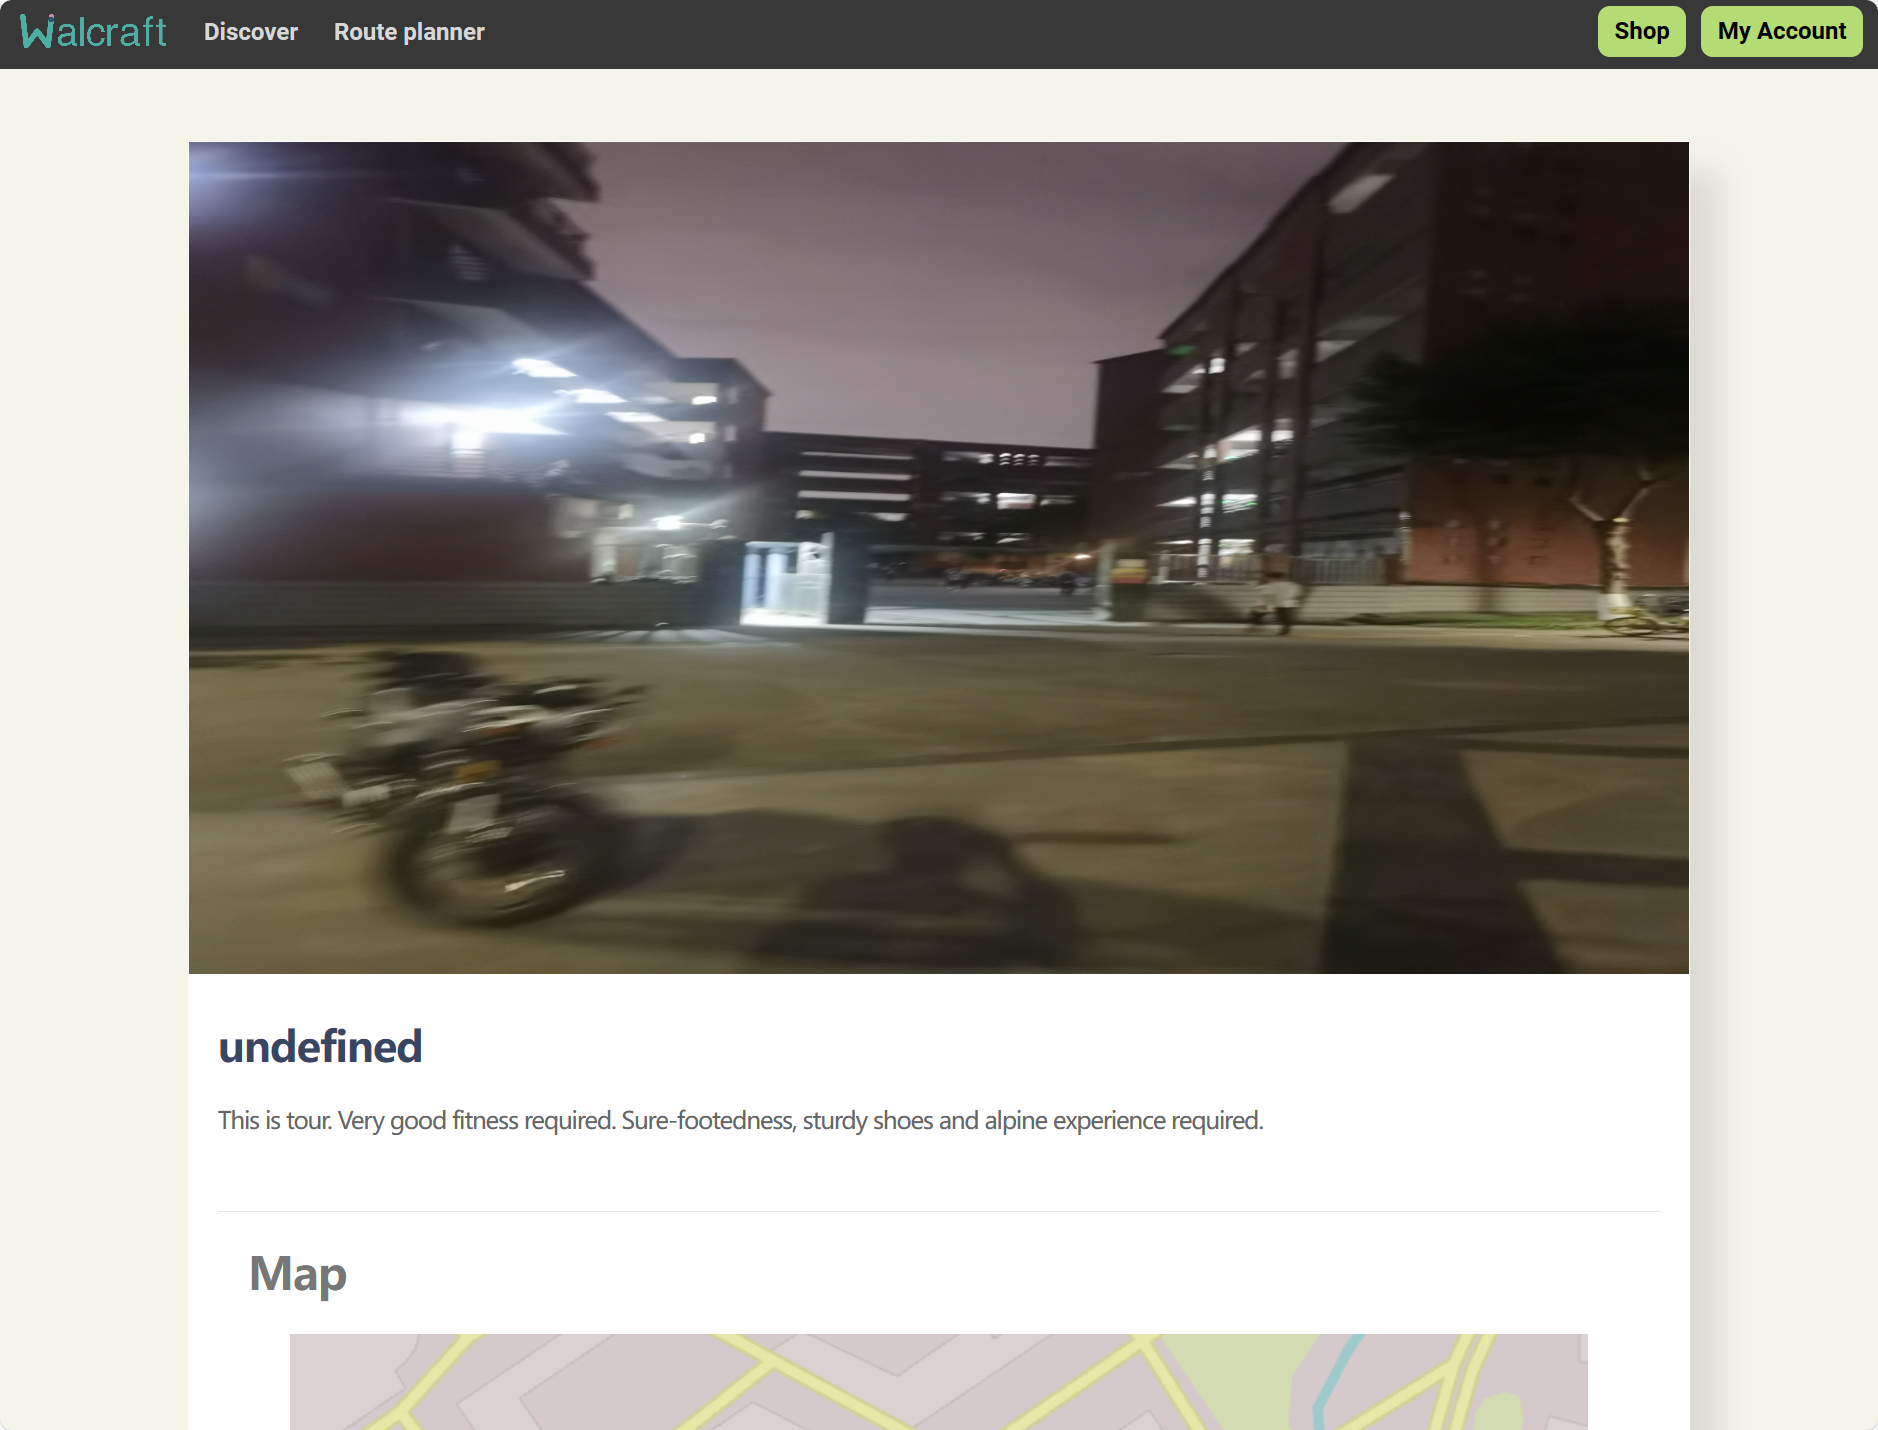 Walcraft
Discover
Route planner
Shop
My Account
undefined
This is tour. Very good fitness required. Sure-footedness, sturdy shoes and alpine experience required.
Map